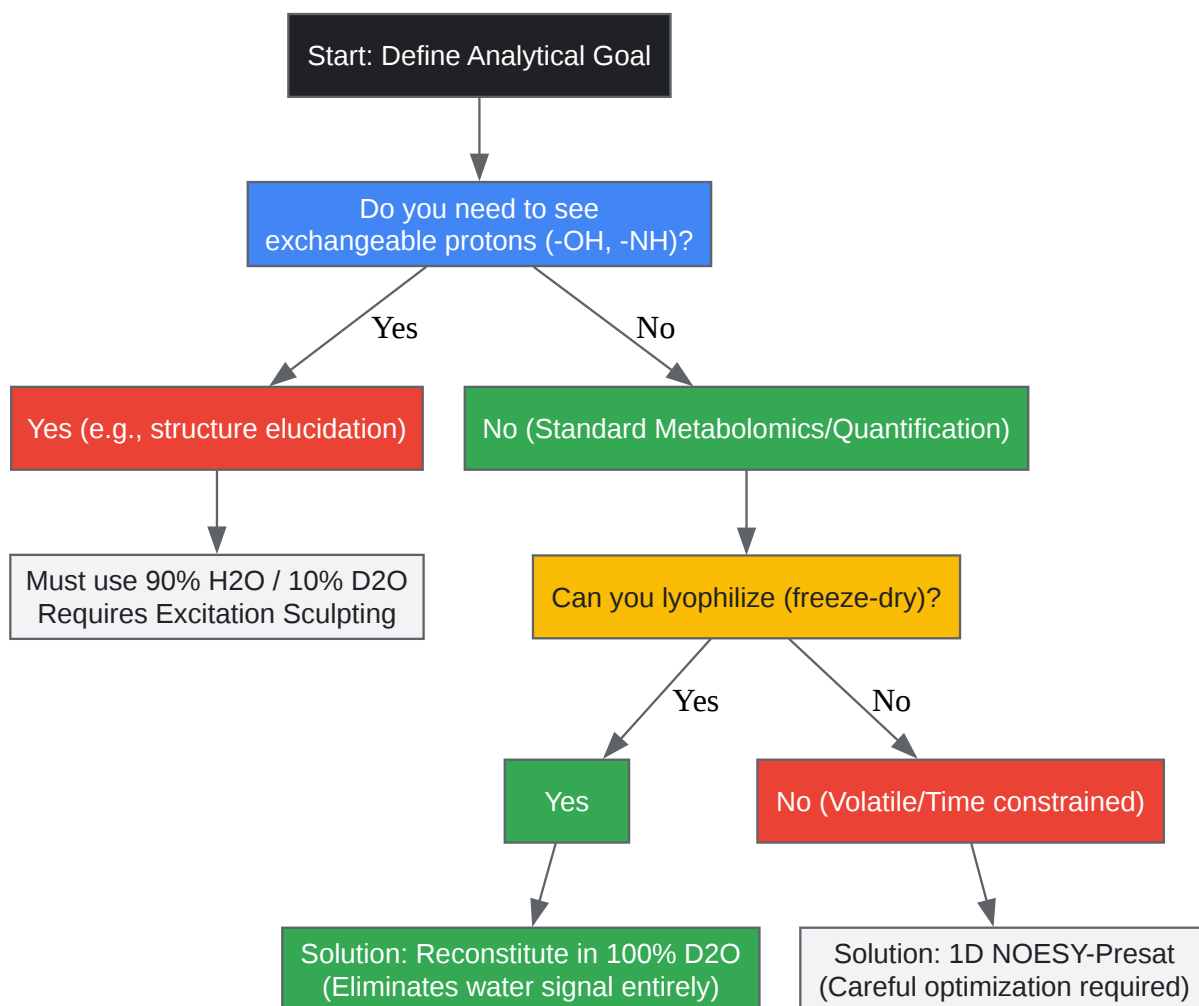 Start: Define Analytical Goal
Do you need to see
exchangeable protons (-OH, -NH)?
Yes
No
Yes (e.g., structure elucidation)
No (Standard Metabolomics/Quantification)
Must use 90% H2O / 10% D2O
Requires Excitation Sculpting
Can you lyophilize (freeze-dry)?
Yes
No
Yes
No (Volatile/Time constrained)
Solution: Reconstitute in 100% D2O
(Eliminates water signal entirely)
Solution: 1D NOESY-Presat
(Careful optimization required)